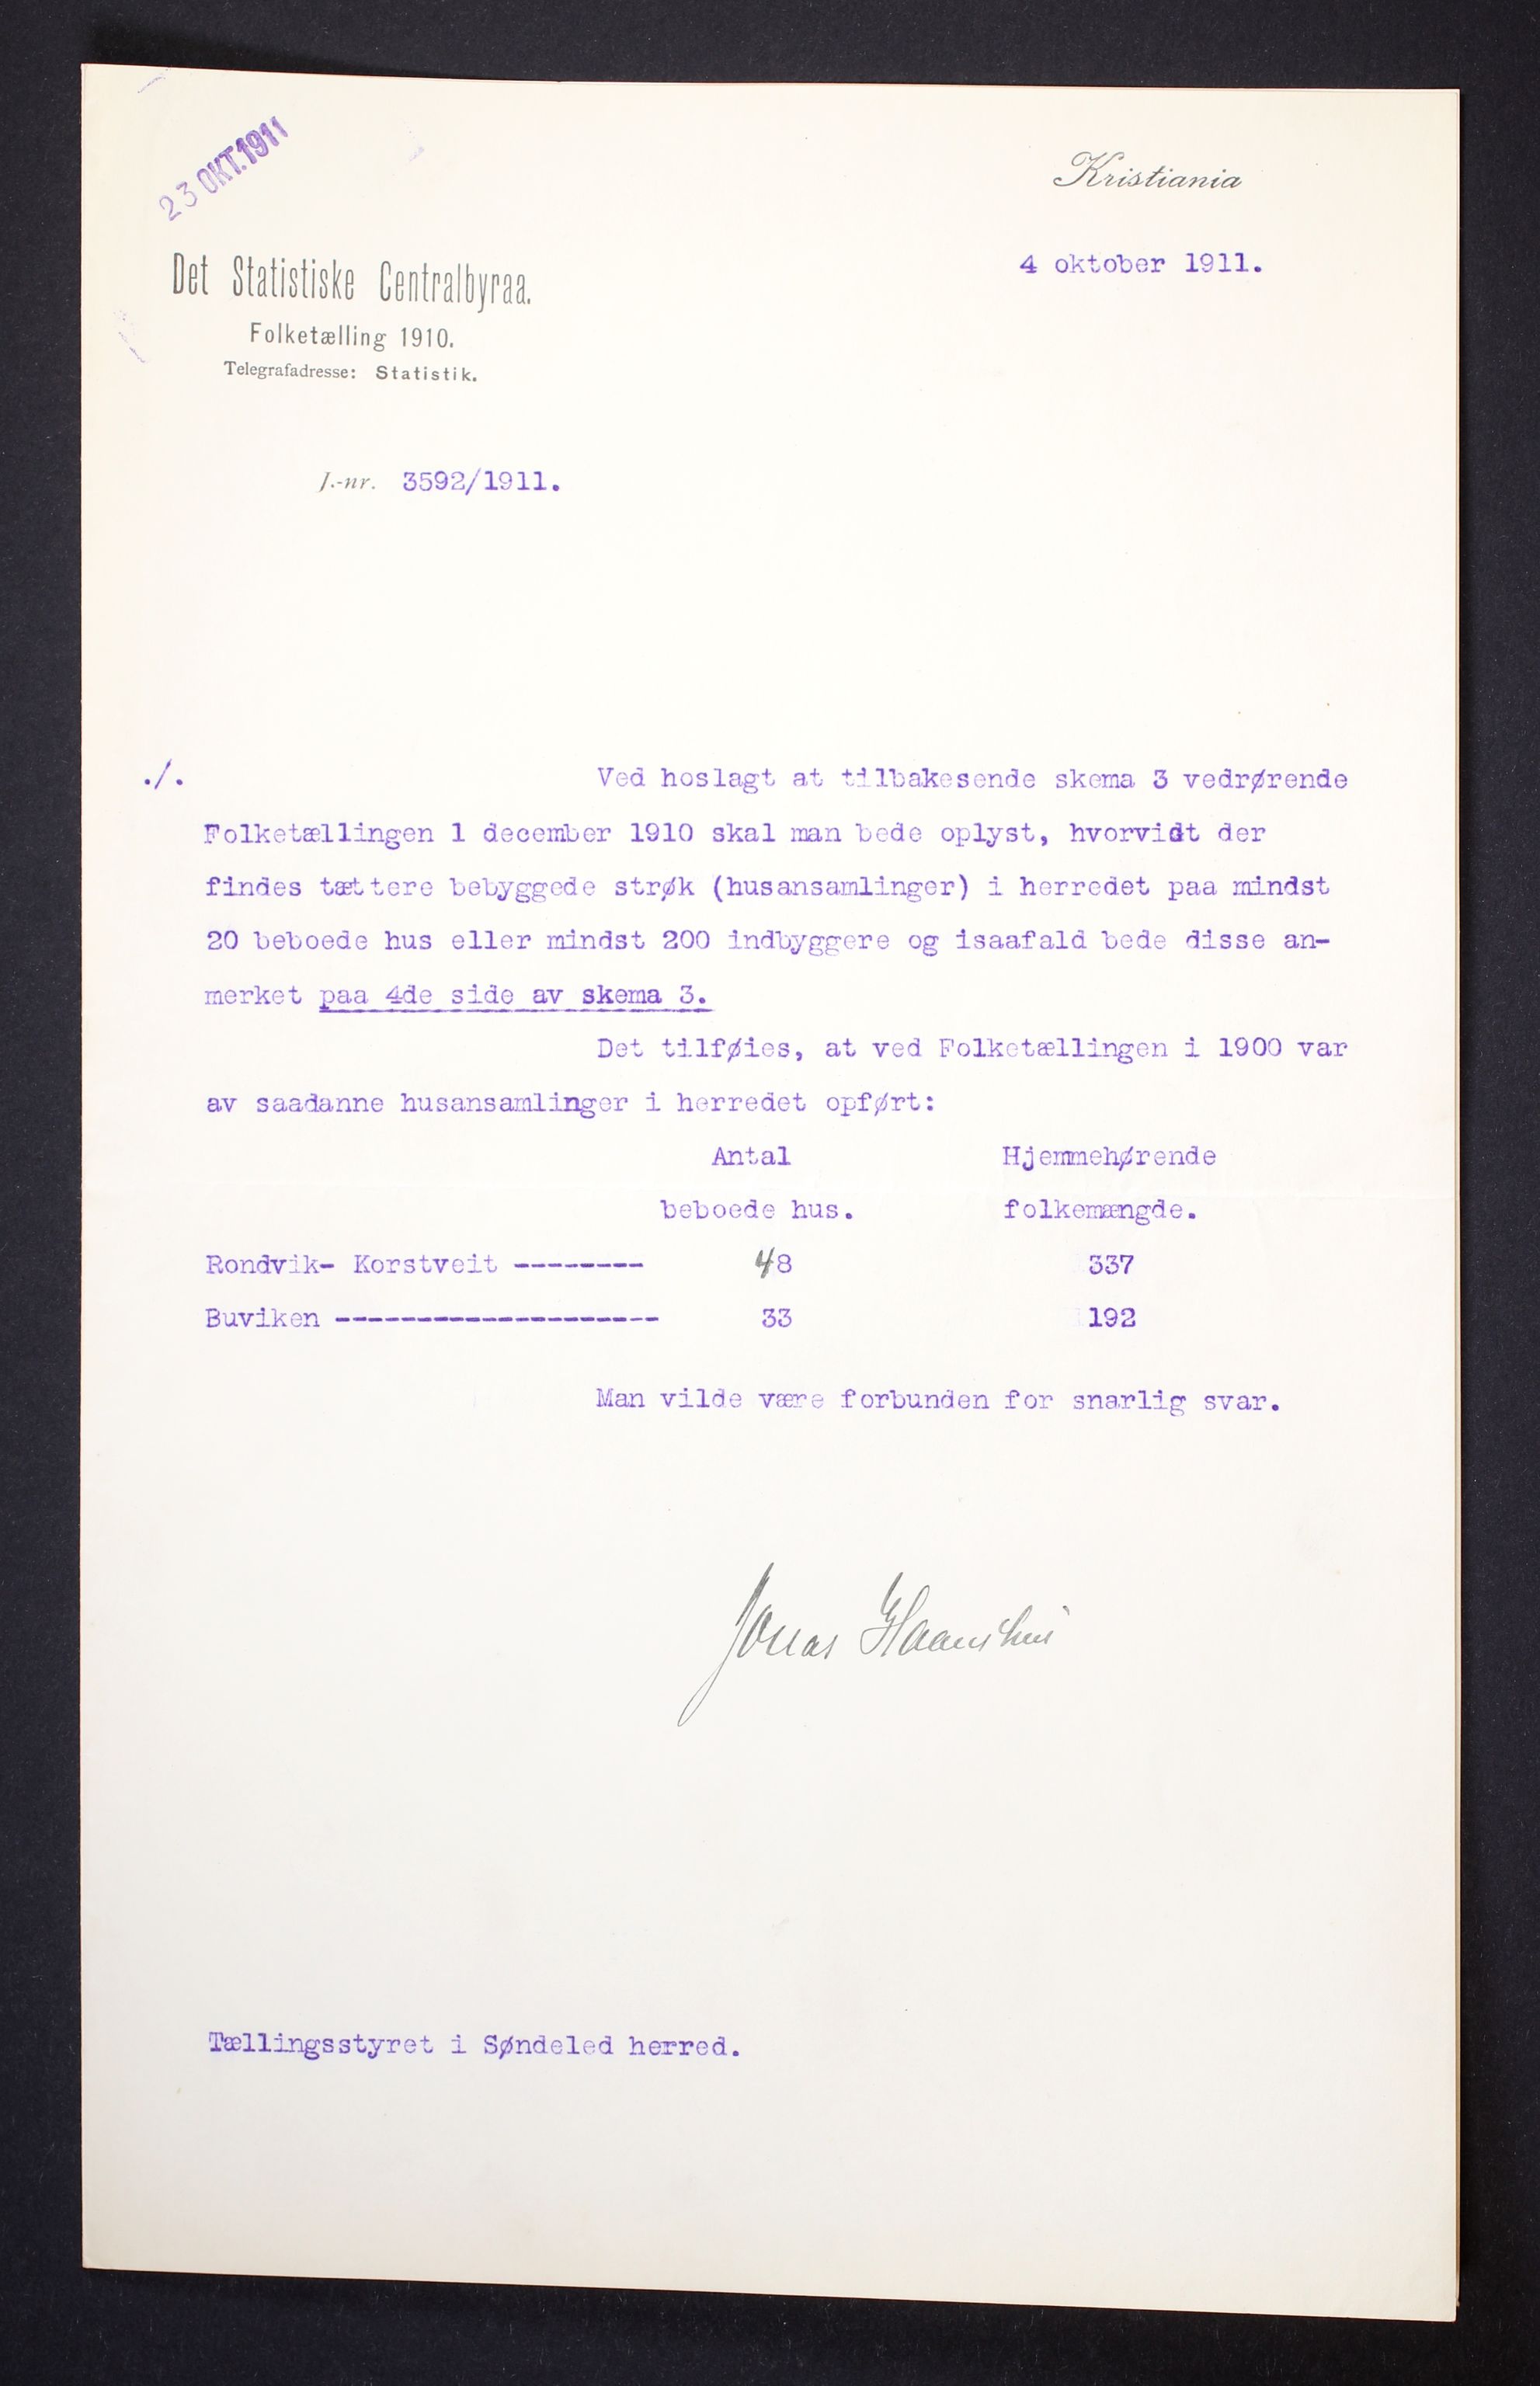 23 OKT. 1911
Kristiania
4 oktober 1911.
Det Statistiske Centralbyraa.
Folketælling 1910.
Telegrafadresse: Statistik.
J.-nr. 3592/1911.
./. Ved hoslagt at tilbakesende skema 3 vedrørende
Folketællingen 1 december 1910 skal man bede oplyst, hvorvidt der
findes tættere bebyggede strøk (husansamlinger) i herredet paa mindst
20 beboede hus eller mindst 200 indbyggere og isaafald bede disse an-
merket paa 4de side av skema 3.
Det tilføies, at ved Folketællingen i 1900 var
av saadanne husansamlinger i herredet opført:
Antal Hjemmehørende
beboede hus. folkemængde.
Rondvik- Korstveit -------- 48 337
Buviken -------------------- 33 192
Man vilde være forbunden for snarlig svar.
Jonas
Tællingsstyret i Søndeled herred.